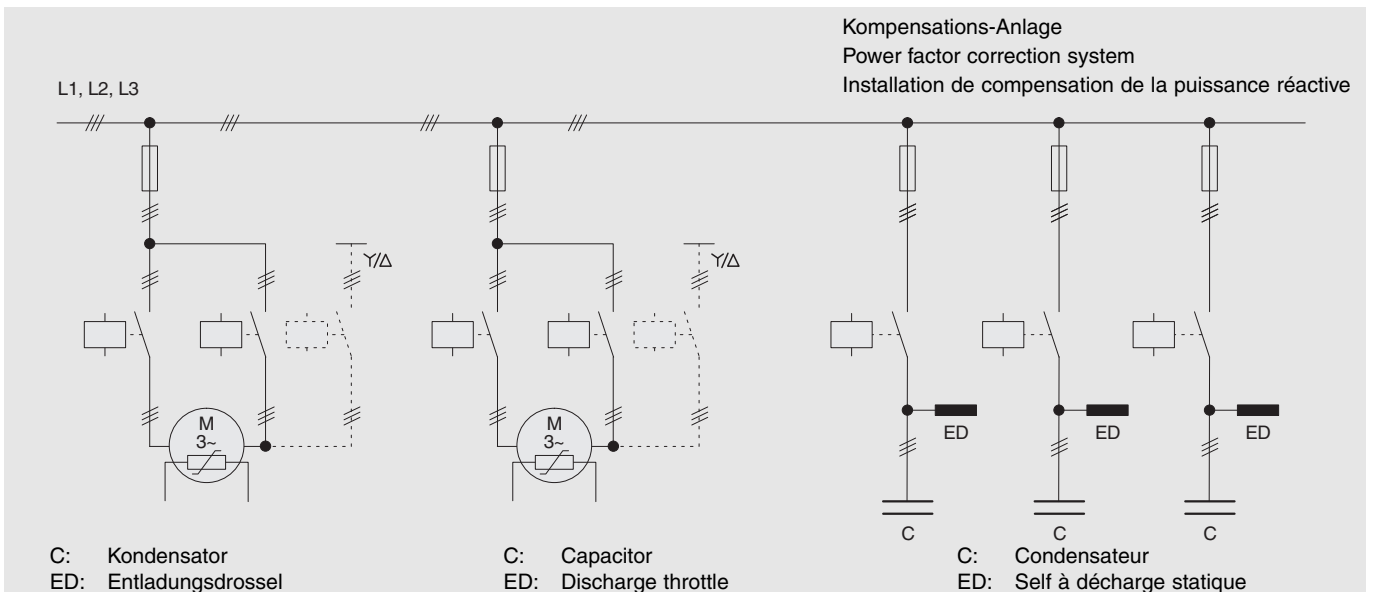 Kompensations-Anlage
Power factor correction system
Installation de compensation de la puissance réactive
L1, L2, L3
Y/Δ
Y/Δ
M
3~
M
3~
ED
ED
ED
C
C
C
C: Kondensator
ED: Entladungsdrossel
C: Capacitor
ED: Discharge throttle
C: Condensateur
ED: Self à décharge statique